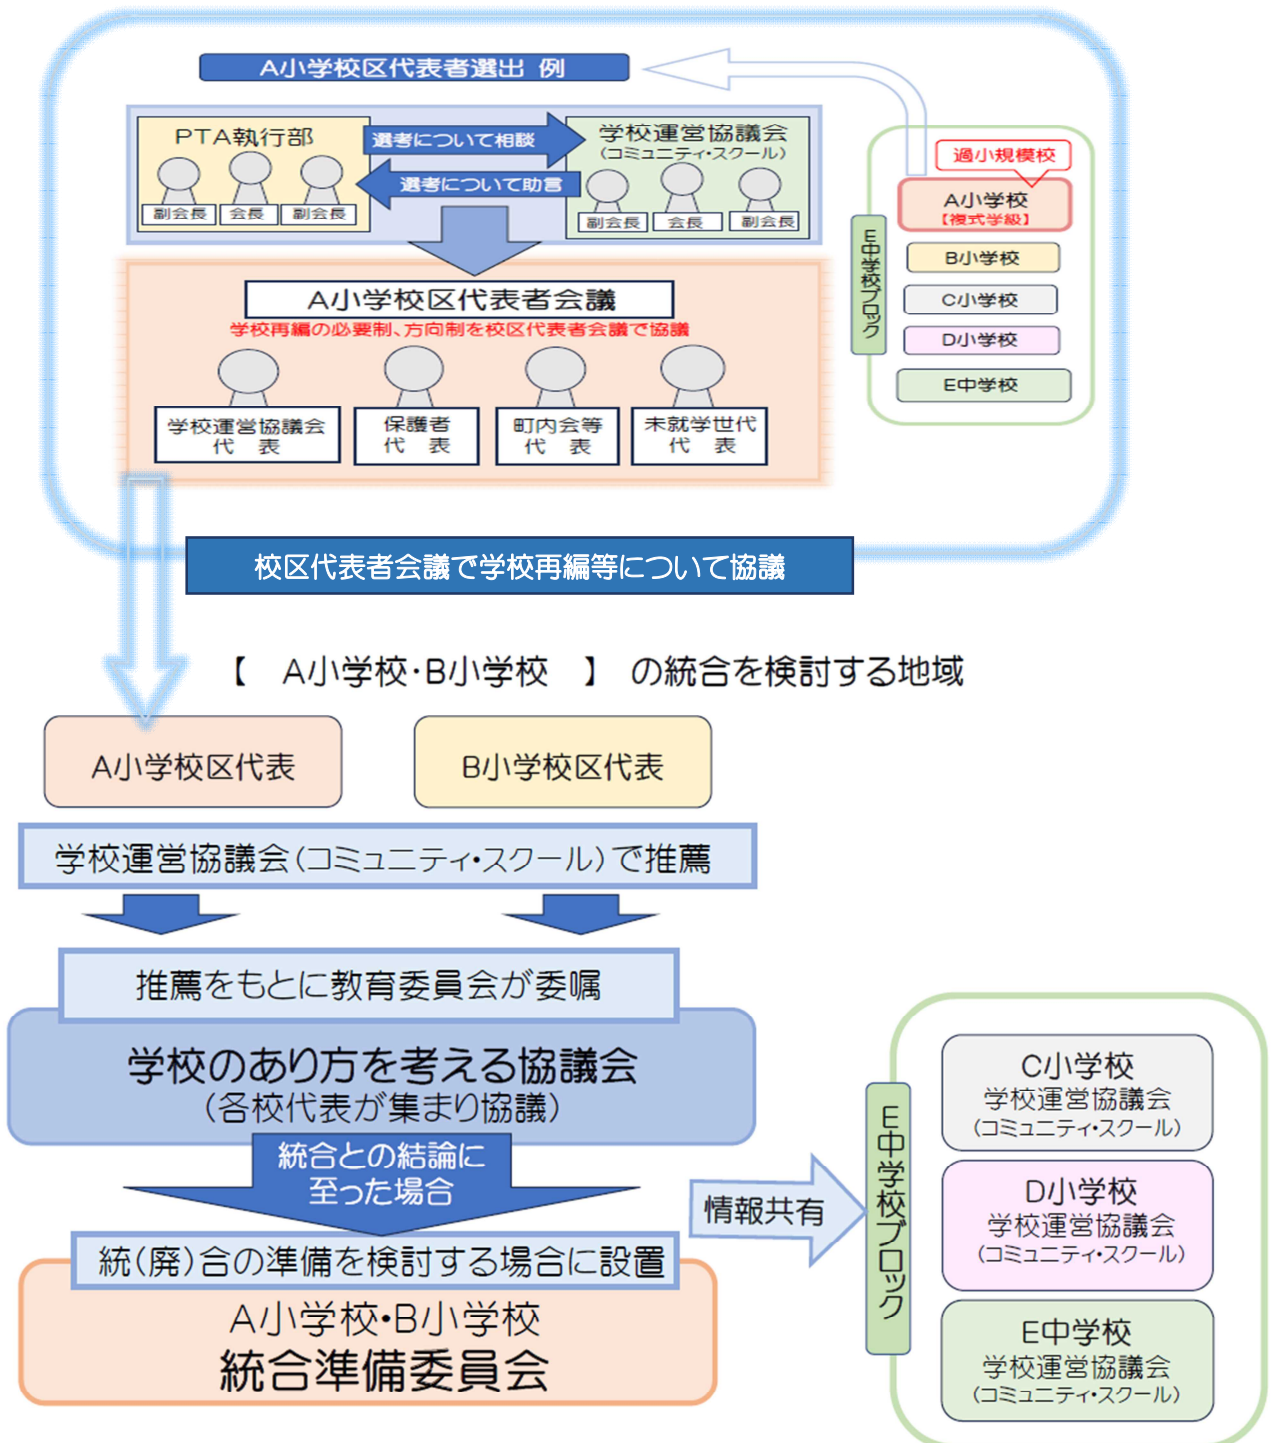 A小学校区代表者選出 例
PTA執行部
副会長
会長
副会長
選考について相談
選考について助言
学校運営協議会
(コミュニティ・スクール)
副会長
会長
副会長
過小規模校
A小学校
【複式学級】
B小学校
C小学校
D小学校
E中学校
E中学校ブロック
A小学校区代表者会議
学校再編の必要制、方向制を校区代表者会議で協議
学校運営協議会
代 表
保護者
代 表
町内会等
代 表
未就学世代
代 表
校区代表者会議で学校再編等について協議
【 A小学校・B小学校 】 の統合を検討する地域
A小学校区代表
B小学校区代表
学校運営協議会(コミュニティ・スクール)で推薦
推薦をもとに教育委員会が委嘱
学校のあり方を考える協議会
(各校代表が集まり協議)
統合との結論に
至った場合
統(廃)合の準備を検討する場合に設置
A小学校・B小学校
統合準備委員会
情報共有
E中学校ブロック
C小学校
学校運営協議会
(コミュニティ・スクール)
D小学校
学校運営協議会
(コミュニティ・スクール)
E中学校
学校運営協議会
(コミュニティ・スクール)